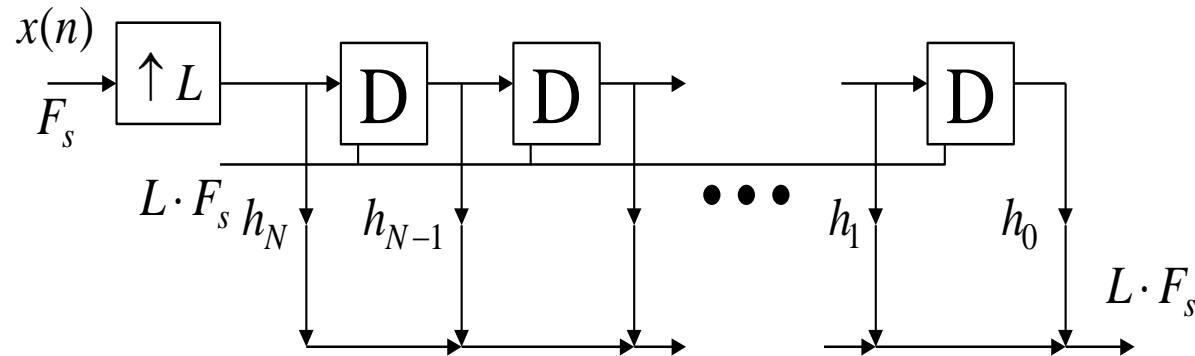 x(n)
↑ L
D
D
D
F_s
L · F_s
h_N
h_{N-1}
• • •
h_1
h_0
L · F_s